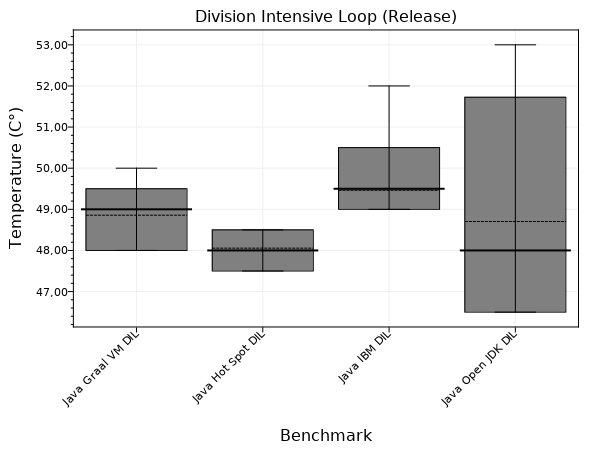 Division Intensive Loop (Release)
53,00
52,00
51,00
50,00
49,00
48,00
47,00
Temperature (C°)
Java Graal VM DIL
Java Hot Spot DIL
Java IBM DIL
Java Open JDK DIL
Benchmark